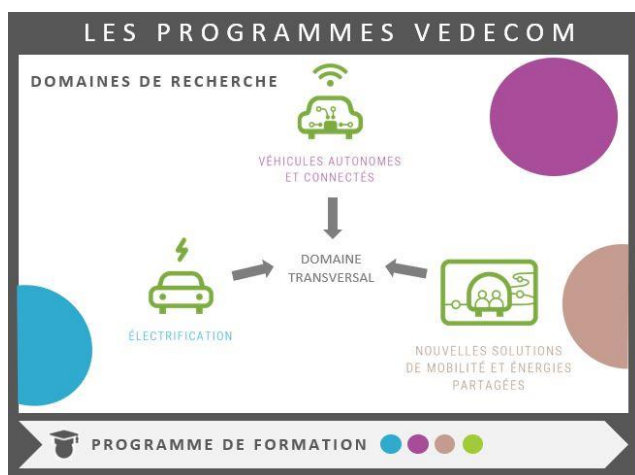 LES PROGRAMMES VEDECOM
DOMAINES DE RECHERCHE
VÉHICULES AUTONOMES
ET CONNECTÉS
DOMAINE
TRANSVERSAL
ÉLECTRIFICATION
NOUVELLES SOLUTIONS
DE MOBILITÉ ET ÉNERGIES
PARTAGÉES
PROGRAMME DE FORMATION